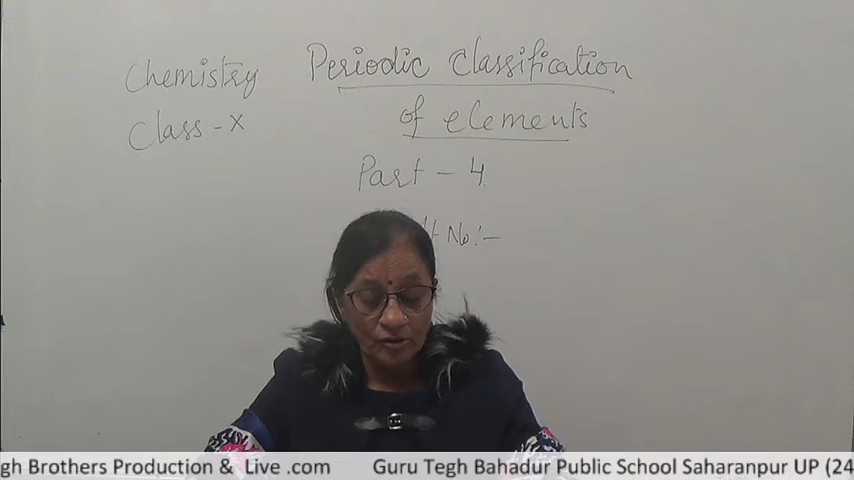 Chemistry
Class - X
Periodic Classification
of elements
Part - 4
No:-
gh Brothers Production & Live .com Guru Tegh Bahadur Public School Saharanpur UP (24